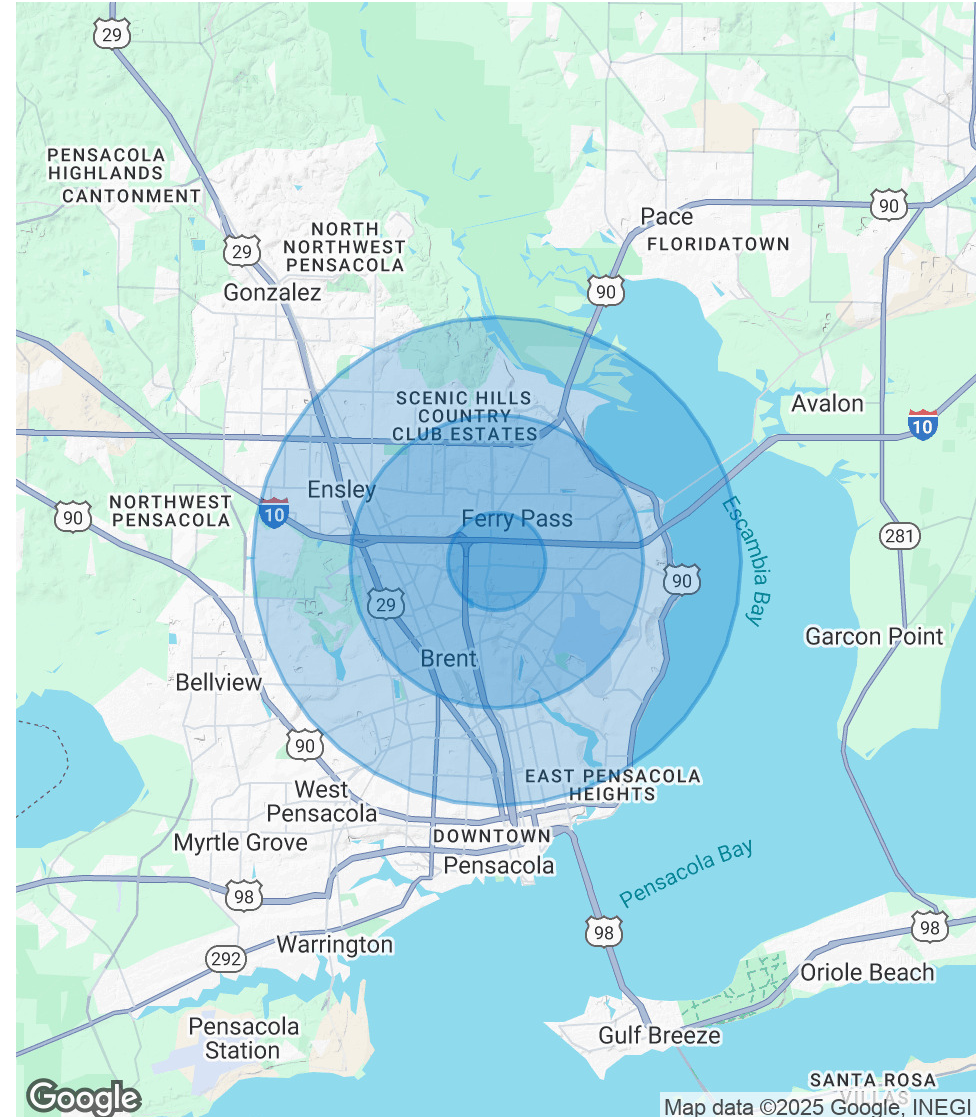 29
PENSACOLA
HIGHLANDS
CANTONMENT
90
Pace
NORTH
NORTHWEST
PENSACOLA
FLORIDATOWN
29
Gonzalez
90
SCENIC HILLS
COUNTRY
CLUB ESTATES
Avalon
10
Ensley
NORTHWEST
PENSACOLA
90
10
Ferry Pass
Escambia Bay
281
90
29
Garcon Point
Brent
Bellview
90
EAST PENSACOLA
HEIGHTS
West
Pensacola
DOWNTOWN
Myrtle Grove
Pensacola
Pensacola Bay
98
98
98
Warrington
292
Oriole Beach
Pensacola
Station
Gulf Breeze
SANTA ROSA
VILLAS
Google
Map data ©2025 Google, INEGI